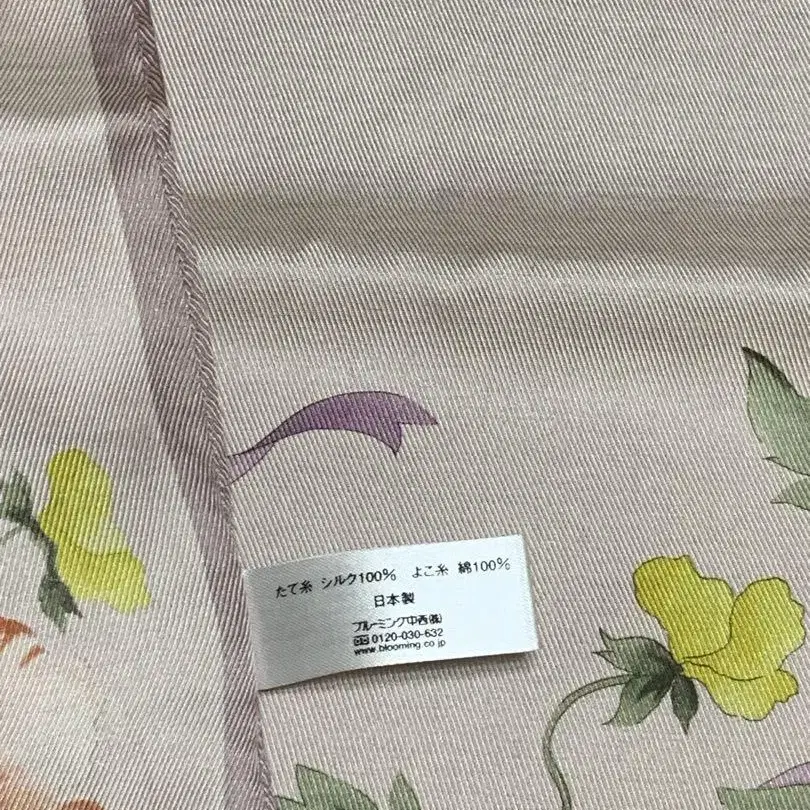 たて糸 シルク100% よこ糸 綿100%
日本製
ブルーミング中西㈱
0120-030-632
www.blooming.co.jp